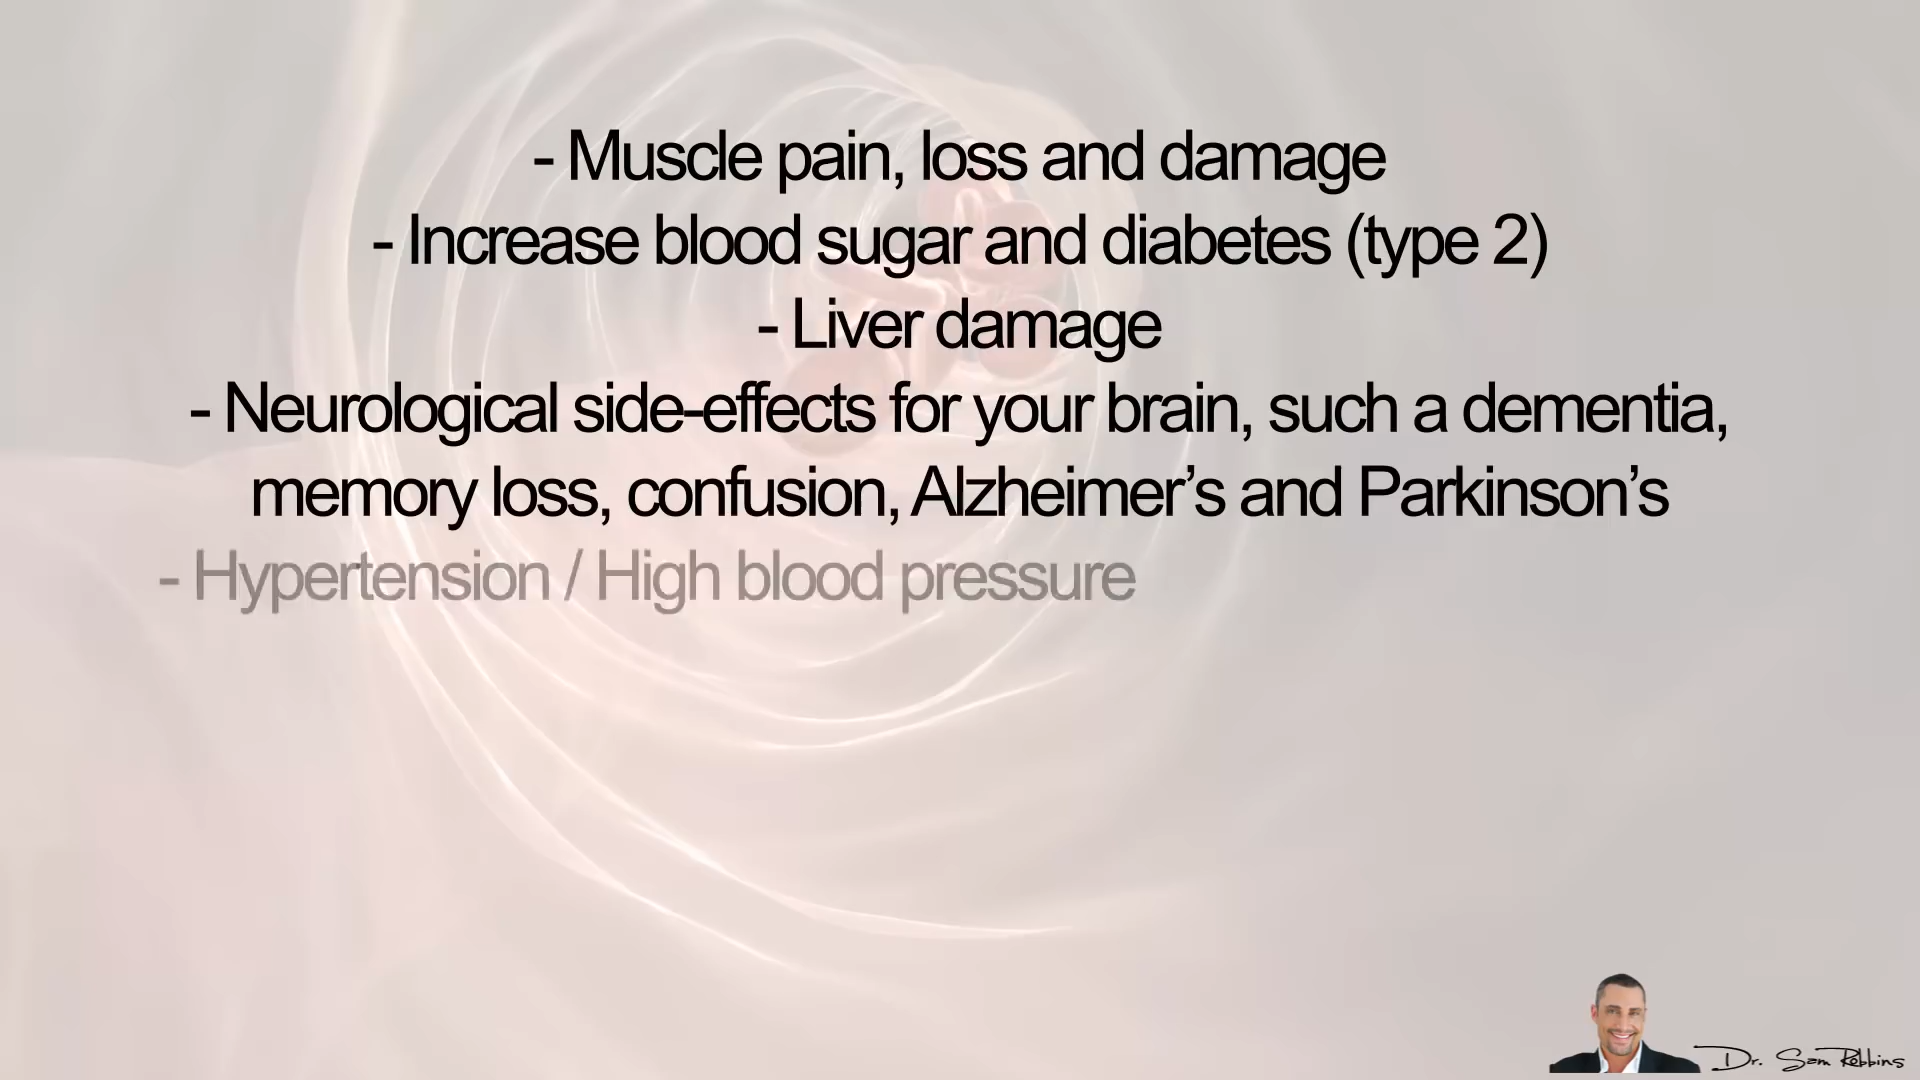 - Muscle pain, loss and damage
- Increase blood sugar and diabetes (type 2)
- Liver damage
- Neurological side-effects for your brain, such a dementia,
memory loss, confusion, Alzheimer’s and Parkinson’s
- Hypertension / High blood pressure
Dr. Sam Robbins